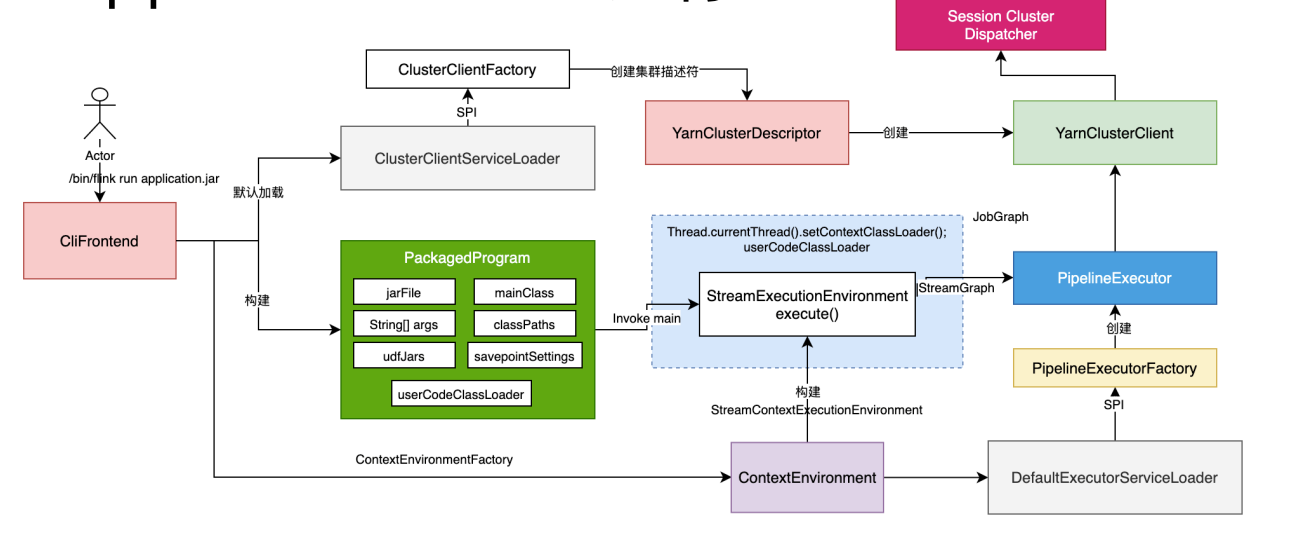 Session Cluster
Dispatcher
ClusterClientFactory
创建集群描述符
SPI
YarnClusterDescriptor
创建
YarnClusterClient
Actor
ClusterClientServiceLoader
/bin/flink run application.jar
默认加载
CliFrontend
JobGraph
Thread.currentThread().setContextClassLoader();
userCodeClassLoader
PackagedProgram
jarFile
mainClass
String[] args
classPaths
udfJars
savepointSettings
userCodeClassLoader
构建
Invoke main
StreamExecutionEnvironment
execute()
StreamGraph
PipelineExecutor
创建
PipelineExecutorFactory
构建
StreamContextExecutionEnvironment
SPI
ContextEnvironmentFactory
ContextEnvironment
DefaultExecutorServiceLoader